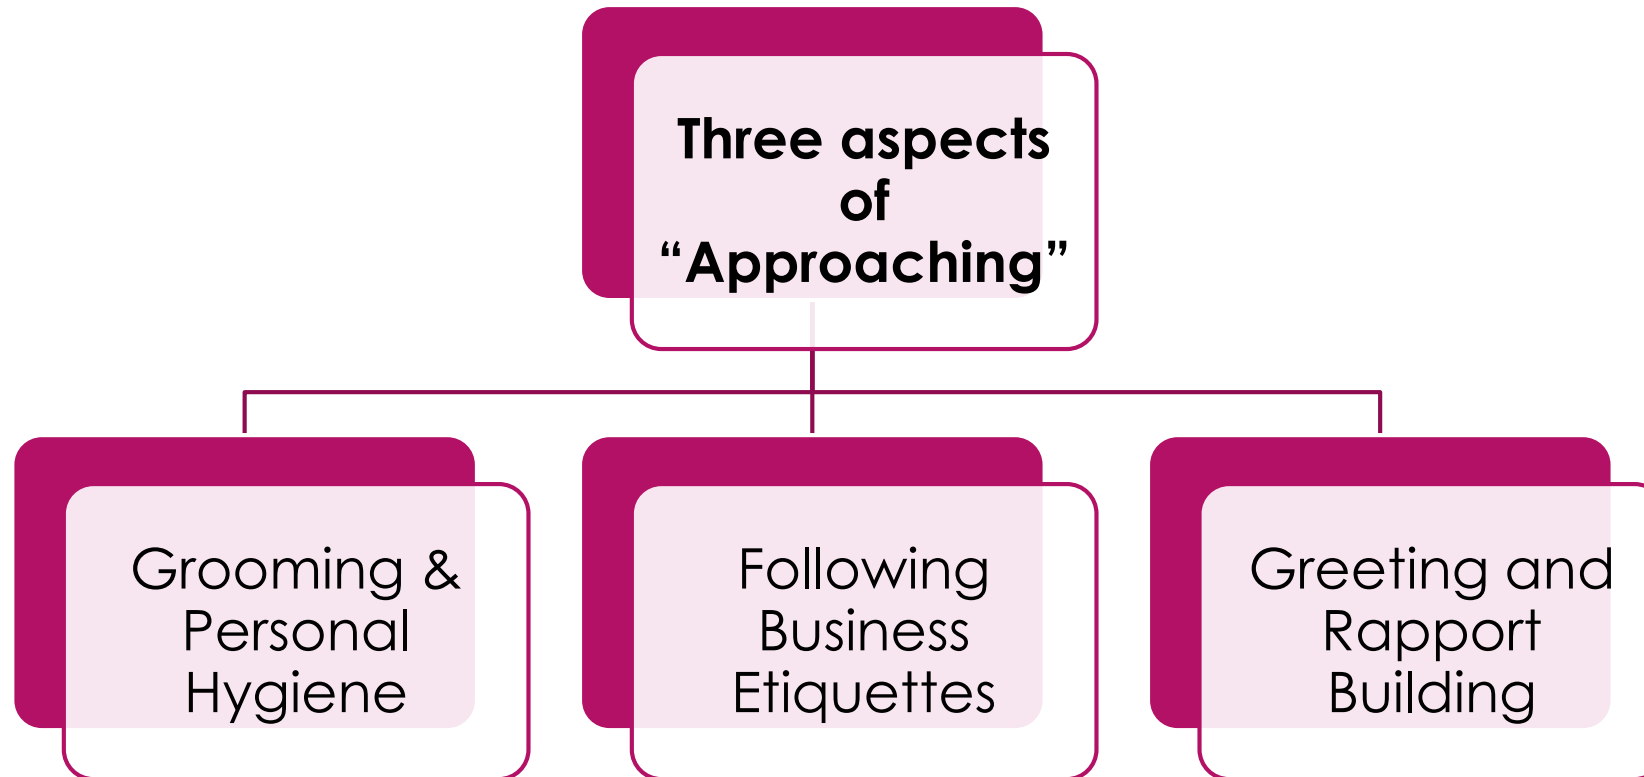 Three aspects
of
“Approaching”
Grooming &
Personal
Hygiene
Following
Business
Etiquettes
Greeting and
Rapport
Building